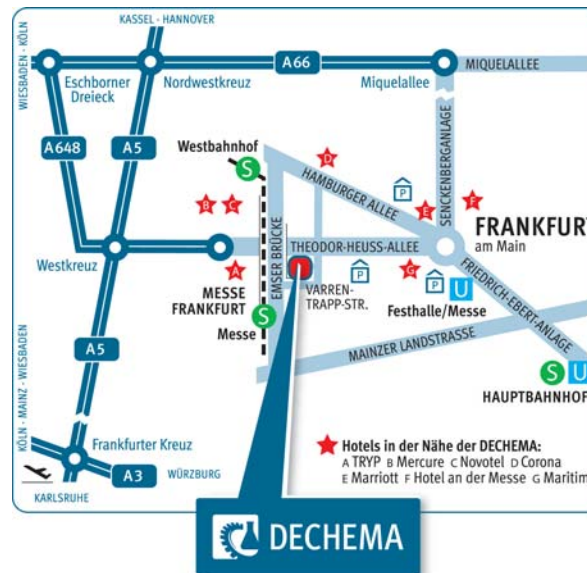 KASSEL - HANNOVER
WIESBADEN - KÖLN
A66
MIQUELALLEE
Eschborner
Dreieck
Nordwestkreuz
Miquelallee
A648
A5
Westbahnhof
S
D
HAMBURGER ALLEE
P
SENCKENBERGANLAGE
B C
E
F
FRANKFURT
am Main
THEODOR-HEUSS-ALLEE
Westkreuz
A
EMSER BRÜCKE
P
G
P
U
MESSE
FRANKFURT
VARREN-
TRAPP-STR.
Festhalle/Messe
FRIEDRICH-EBERT-ANLAGE
S
Messe
A5
MAINZER LANDSTRASSE
S U
HAUPTBAHNHOF
KÖLN - MAINZ - WIESBADEN
Frankfurter Kreuz
A3
WÜRZBURG
KARLSRUHE
Hotels in der Nähe der DECHEMA:
A TRYP B Mercure C Novotel D Corona
E Marriott F Hotel an der Messe G Maritim
DECHEMA